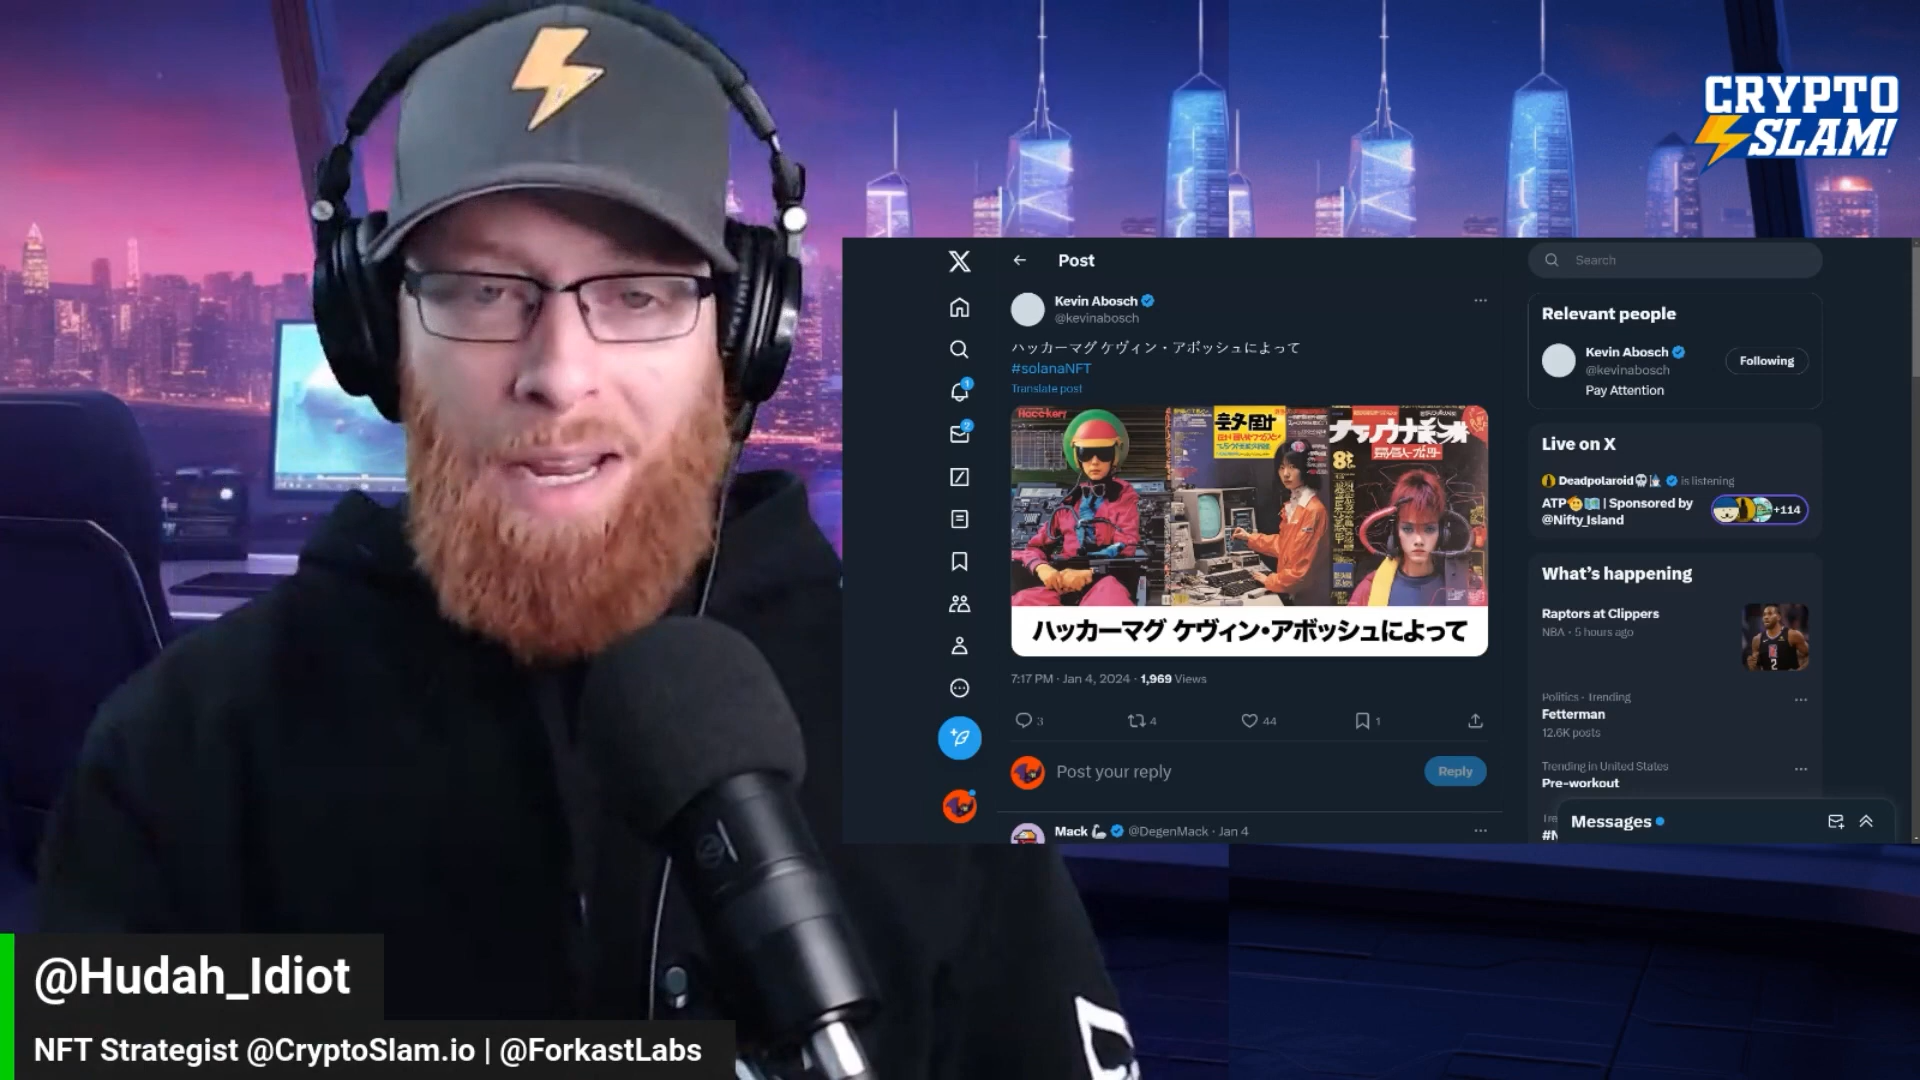 CRYPTO
SLAM!
Post
Search
Kevin Abosch
@kevinabosch
ハッカーマグ ケヴィン・アボッシュによって
#solanaNFT
Translate post
Haccker!
ハッカーマグ ケヴィン・アボッシュによって
7:17 PM · Jan 4, 2024 · 1,969 Views
3
4
44
1
Post your reply
Reply
Mack @DegenMack · Jan 4
1
2
Relevant people
Kevin Abosch
@kevinabosch
Following
Pay Attention
Live on X
Deadpolaroid is listening
ATP | Sponsored by
@Nifty_Island
+114
What's happening
Raptors at Clippers
NBA · 5 hours ago
Politics · Trending
Fetterman
12.6K posts
Trending in United States
Pre-workout
Messages
@Hudah_Idiot
NFT Strategist @CryptoSlam.io | @ForkastLabs